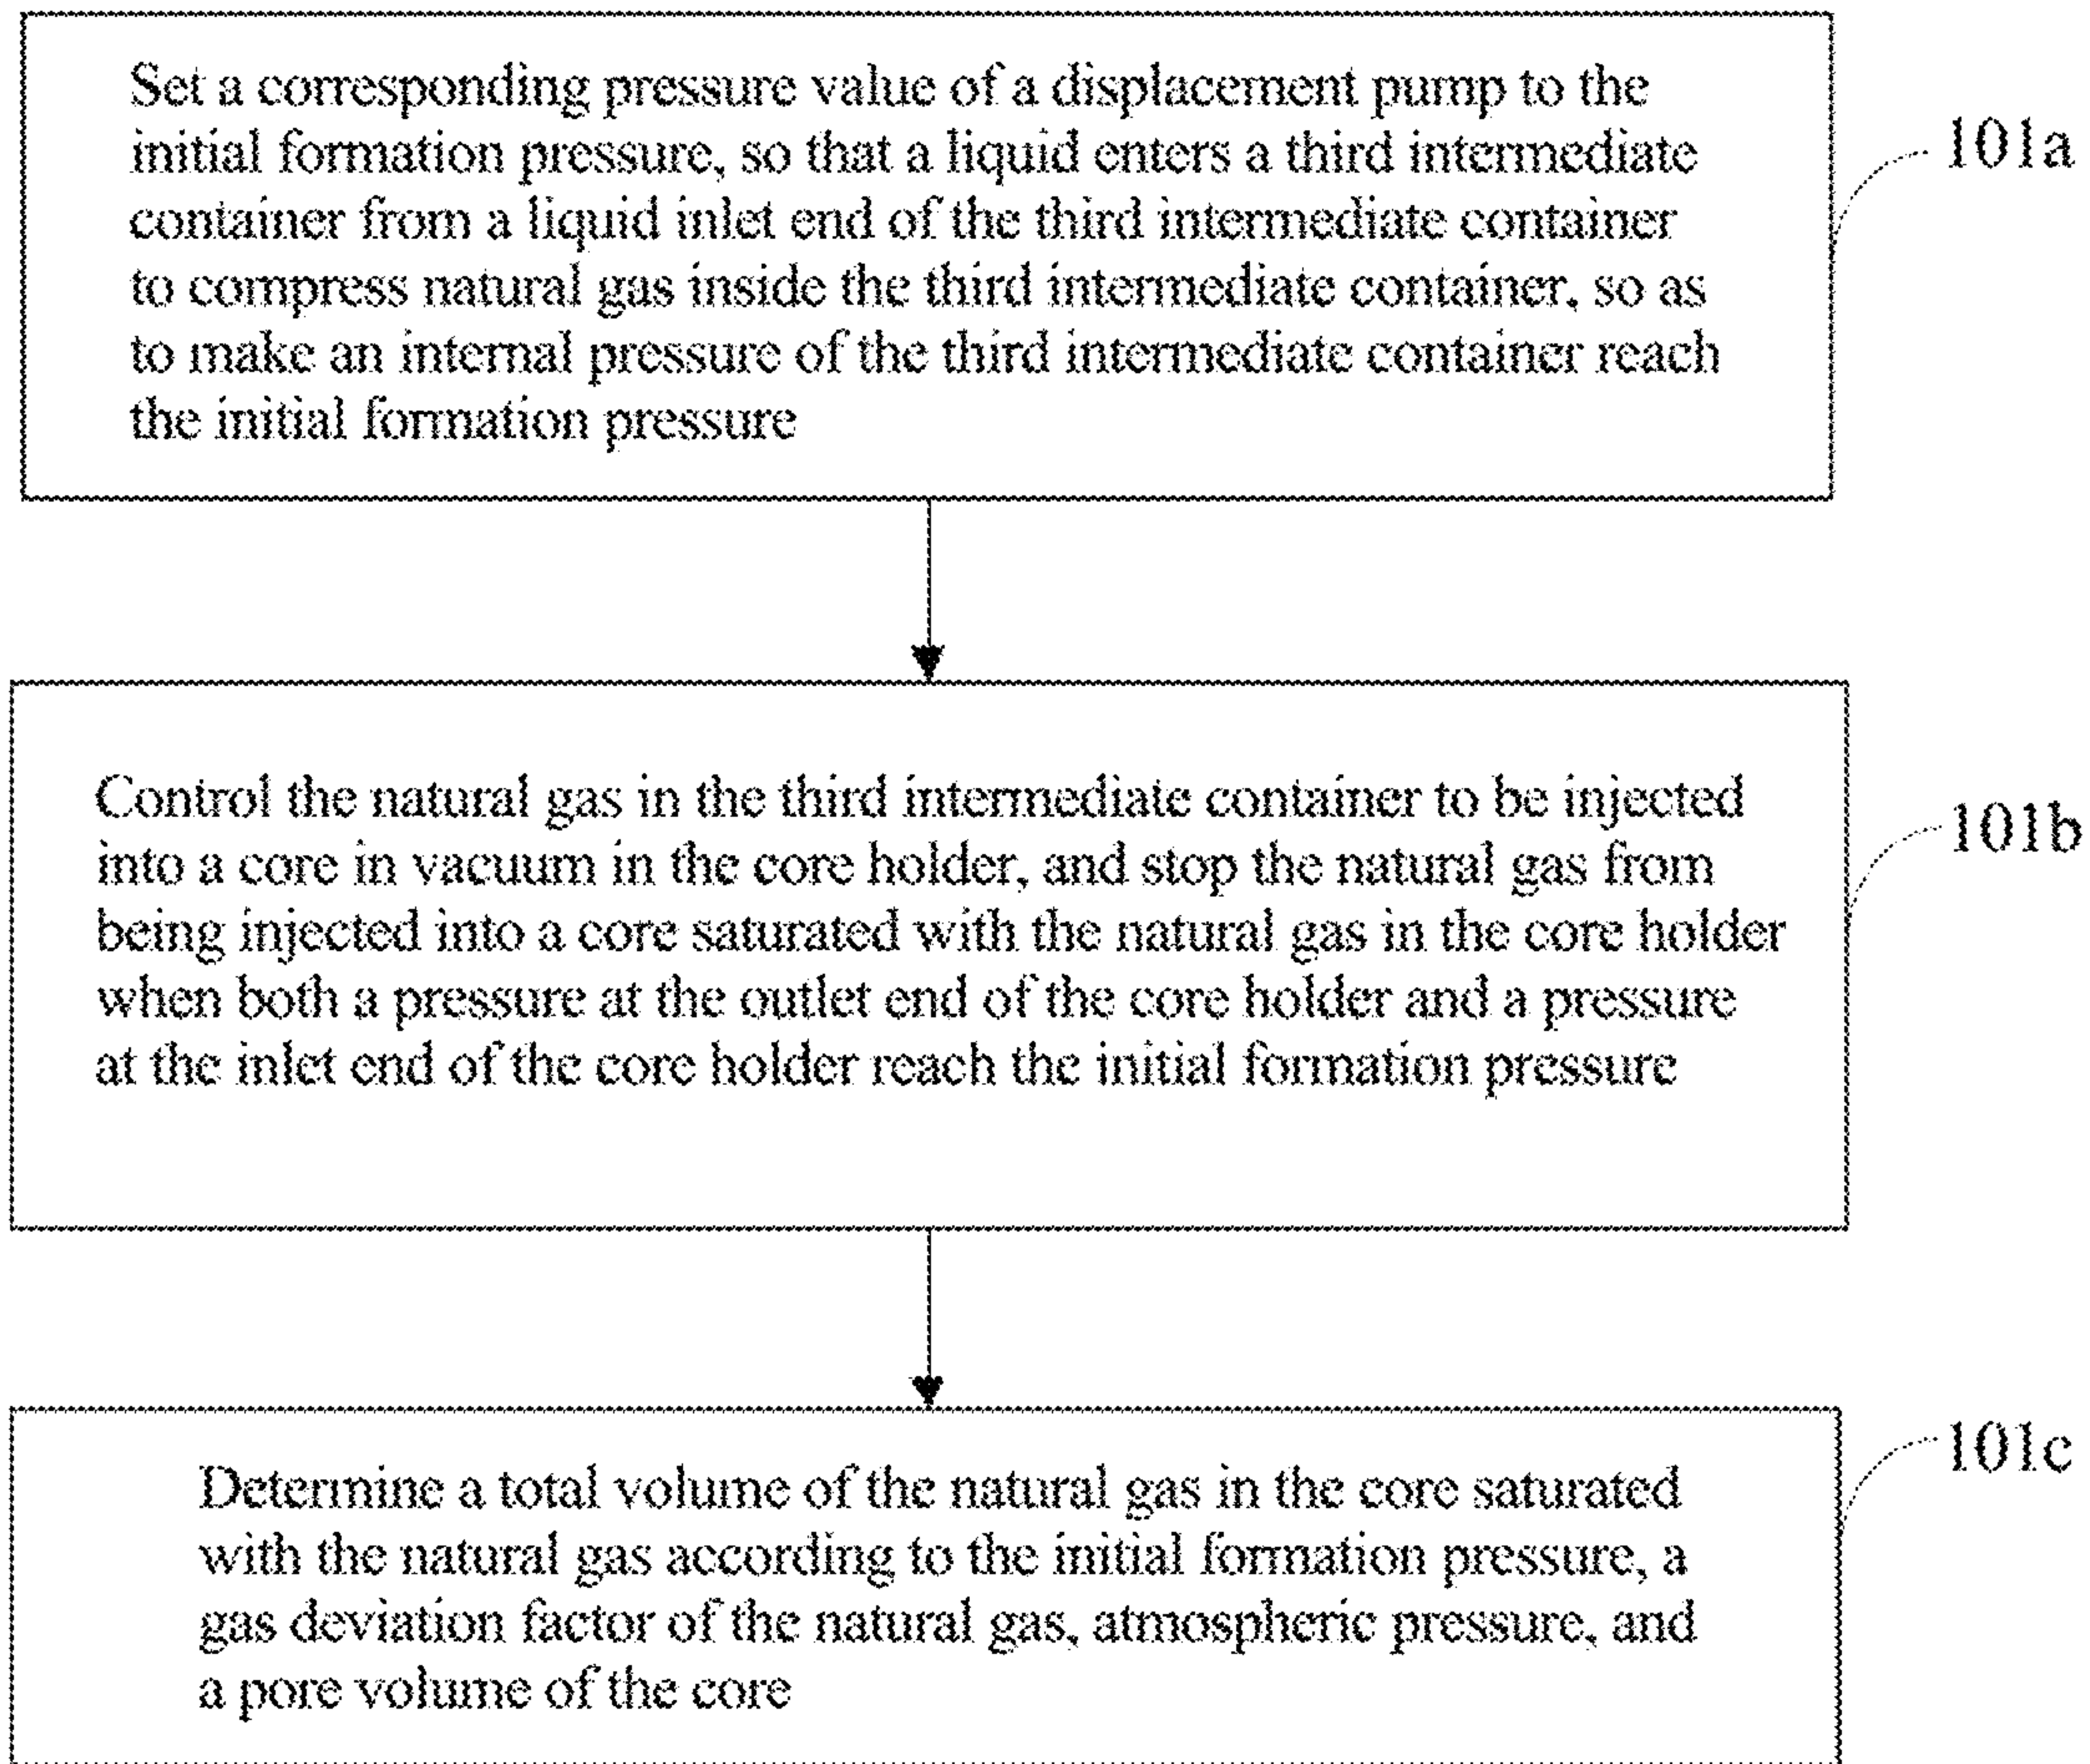 Set a corresponding pressure value of a displacement pump to the
initial formation pressure, so that a liquid enters a third intermediate
container from a liquid inlet end of the third intermediate container
to compress natural gas inside the third intermediate container, so as
to make an internal pressure of the third intermediate container reach
the initial formation pressure
101a
Control the natural gas in the third intermediate container to be injected
into a core in vacuum in the core holder, and stop the natural gas from
being injected into a core saturated with the natural gas in the core holder
when both a pressure at the outlet end of the core holder and a pressure
at the inlet end of the core holder reach the initial formation pressure
101b
Determine a total volume of the natural gas in the core saturated
with the natural gas according to the initial formation pressure, a
gas deviation factor of the natural gas, atmospheric pressure, and
a pore volume of the core
101c